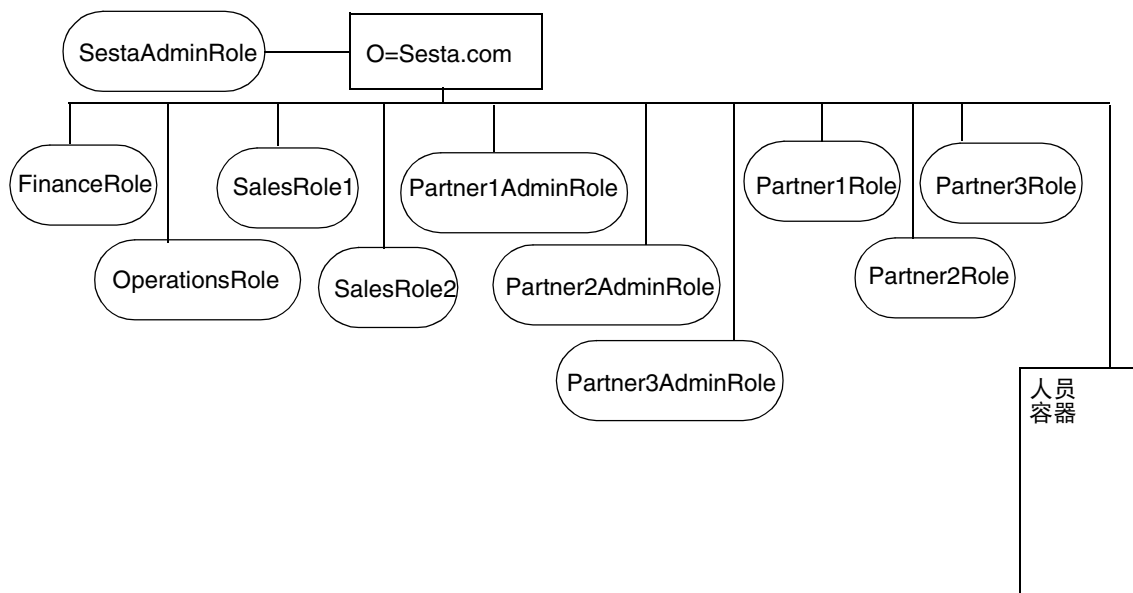 SestaAdminRole
O=Sesta.com
FinanceRole
SalesRole1
Partner1AdminRole
Partner1Role
Partner3Role
OperationsRole
SalesRole2
Partner2AdminRole
Partner2Role
Partner3AdminRole
人员
容器